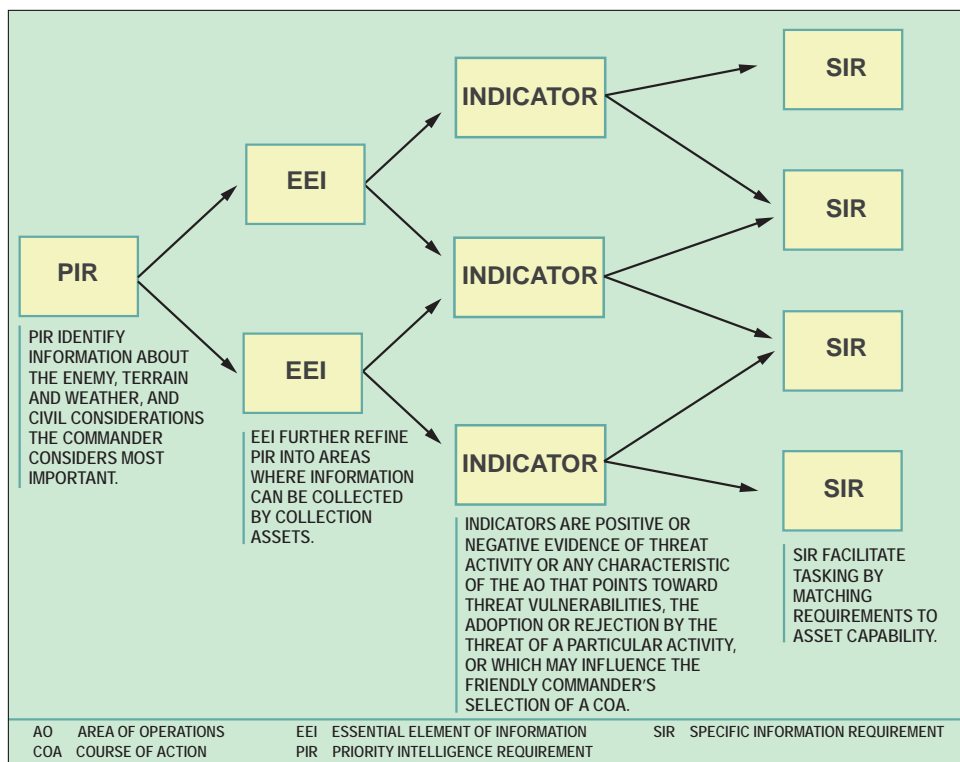 PIR
PIR IDENTIFY
INFORMATION ABOUT
THE ENEMY, TERRAIN
AND WEATHER, AND
CIVIL CONSIDERATIONS
THE COMMANDER
CONSIDERS MOST
IMPORTANT.
EEI
EEI
EEI FURTHER REFINE
PIR INTO AREAS
WHERE INFORMATION
CAN BE COLLECTED
BY COLLECTION
ASSETS.
INDICATOR
INDICATOR
INDICATOR
INDICATORS ARE POSITIVE OR
NEGATIVE EVIDENCE OF THREAT
ACTIVITY OR ANY CHARACTERISTIC
OF THE AO THAT POINTS TOWARD
THREAT VULNERABILITIES, THE
ADOPTION OR REJECTION BY THE
THREAT OF A PARTICULAR ACTIVITY,
OR WHICH MAY INFLUENCE THE
FRIENDLY COMMANDER'S
SELECTION OF A COA.
SIR
SIR
SIR
SIR
SIR FACILITATE
TASKING BY
MATCHING
REQUIREMENTS TO
ASSET CAPABILITY.
AO AREA OF OPERATIONS EEI ESSENTIAL ELEMENT OF INFORMATION SIR SPECIFIC INFORMATION REQUIREMENT
COA COURSE OF ACTION PIR PRIORITY INTELLIGENCE REQUIREMENT